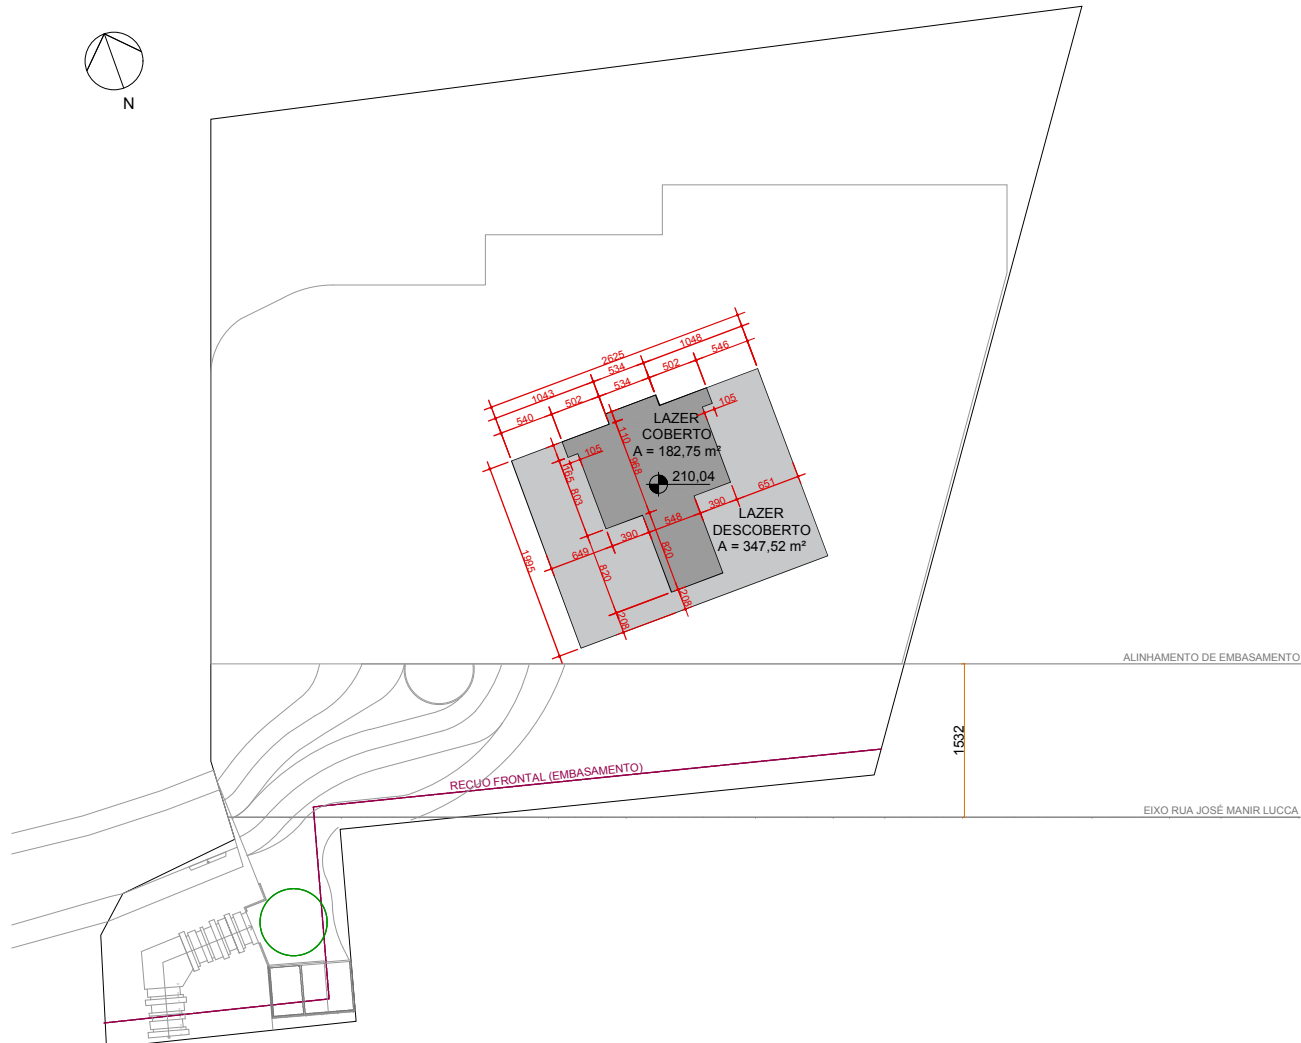 N
2625
1043
534
1048
540
502
534
502
546
105
105
110
968
165
803
LAZER
COBERTO
A = 182,75 m²
210,04
651
390
548
390
649
LAZER
DESCOBERTO
A = 347,52 m²
1995
820
820
208
208
ALINHAMENTO DE EMBASAMENTO
1532
RECUO FRONTAL (EMBASAMENTO)
EIXO RUA JOSÉ MANIR LUCCA